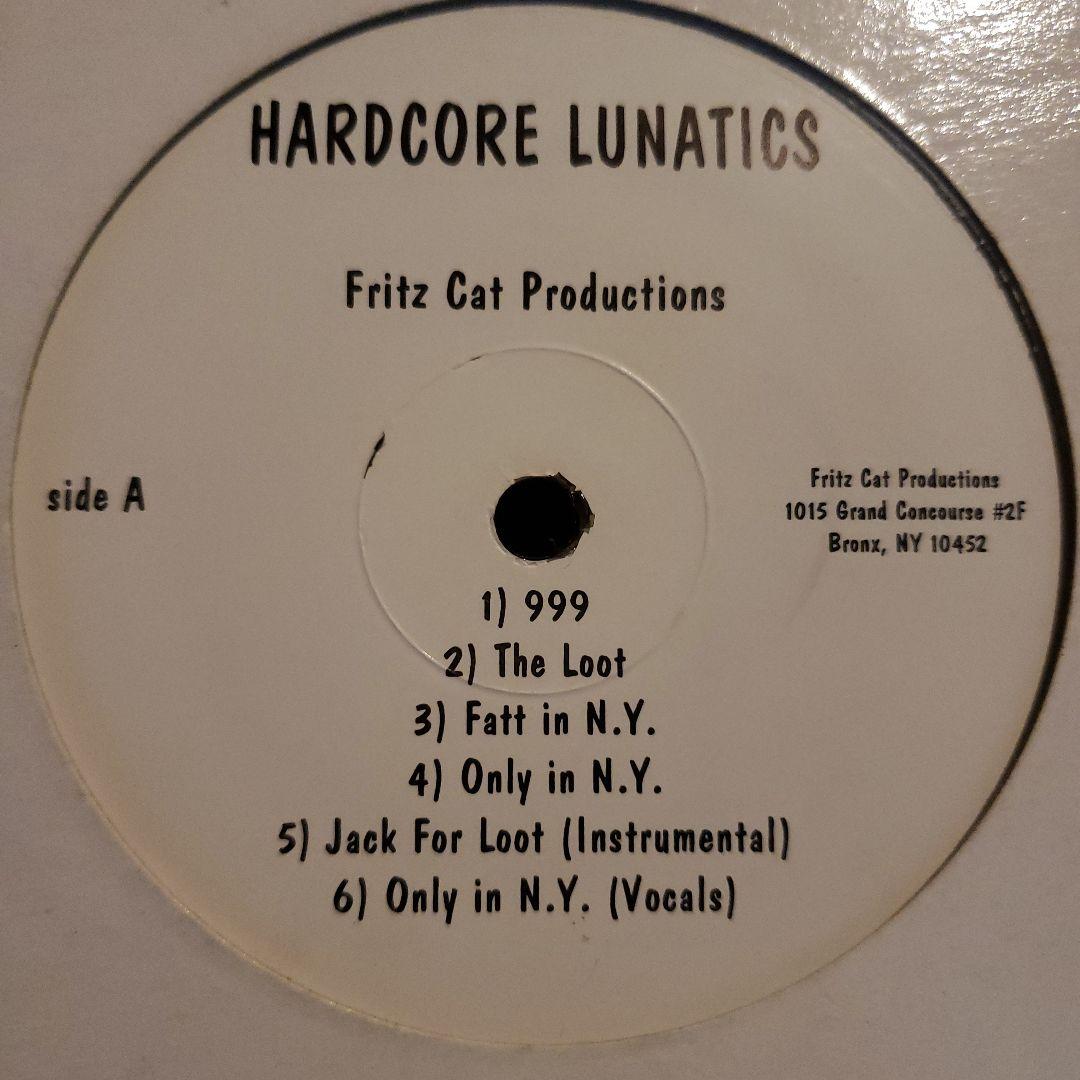 HARDCORE LUNATICS
Fritz Cat Productions
side A
Fritz Cat Productions
1015 Grand Concourse #2F
Bronx, NY 10452
1) 999
2) The Loot
3) Fatt in N.Y.
4) Only in N.Y.
5) Jack For Loot (Instrumental)
6) Only in N.Y. (Vocals)